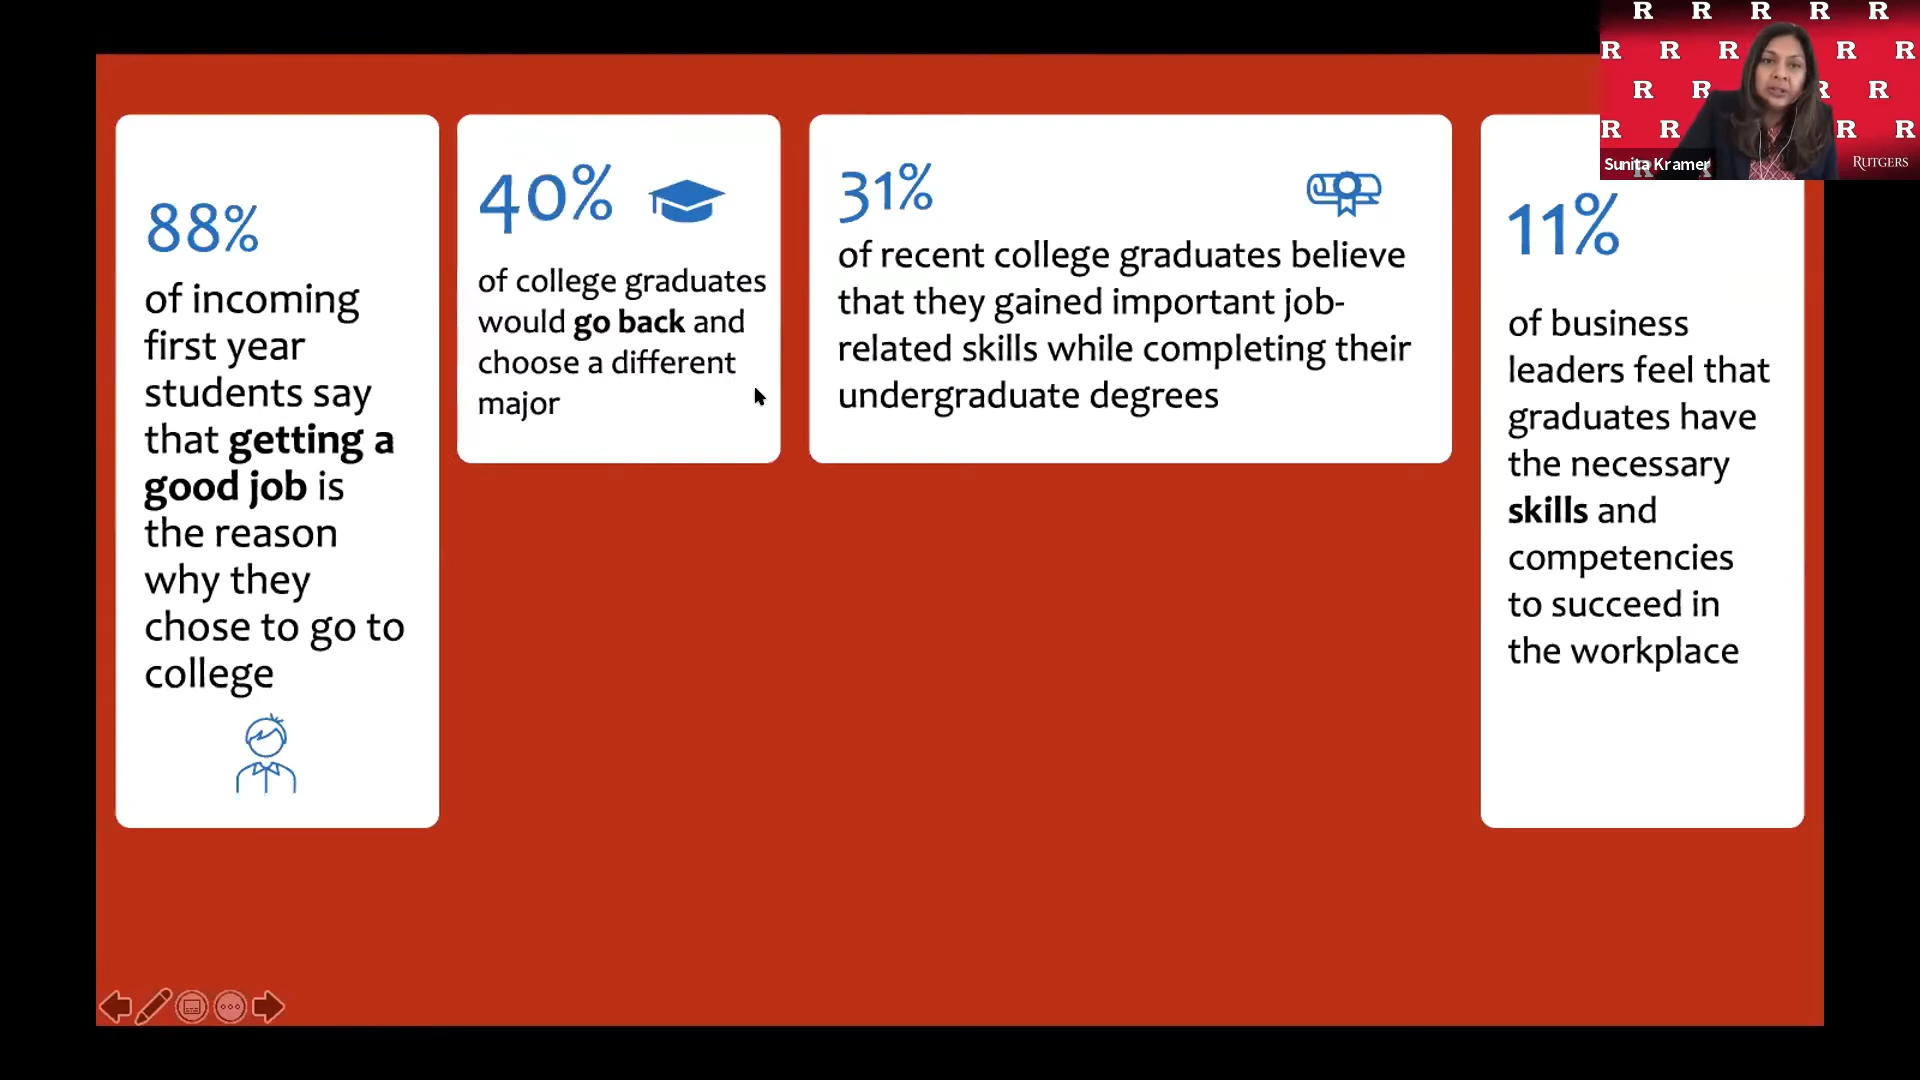 88%
of incoming
first year
students say
that getting a
good job is
the reason
why they
chose to go to
college
40%
of college graduates
would go back and
choose a different
major
31%
of recent college graduates believe
that they gained important job-
related skills while completing their
undergraduate degrees
11%
of business
leaders feel that
graduates have
the necessary
skills and
competencies
to succeed in
the workplace
R R R R R
R R R R R
R R R R
R R R R
Sunita Kramer
RUTGERS